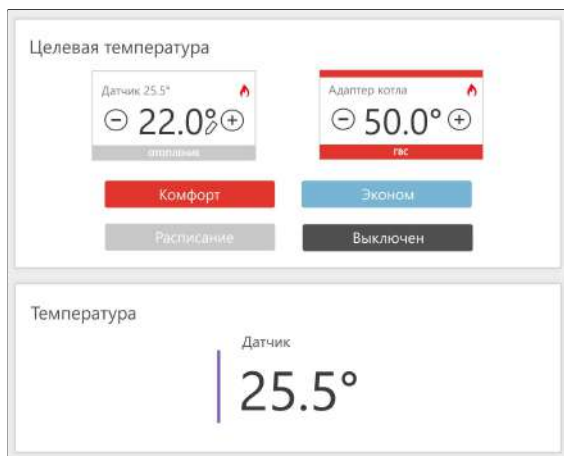 Целевая температура
Датчик 25.5°
22.0°
отопление
Адаптер котла
50.0°
ГВС
Комфорт
Эконом
Расписание
Выключен
Температура
Датчик
25.5°